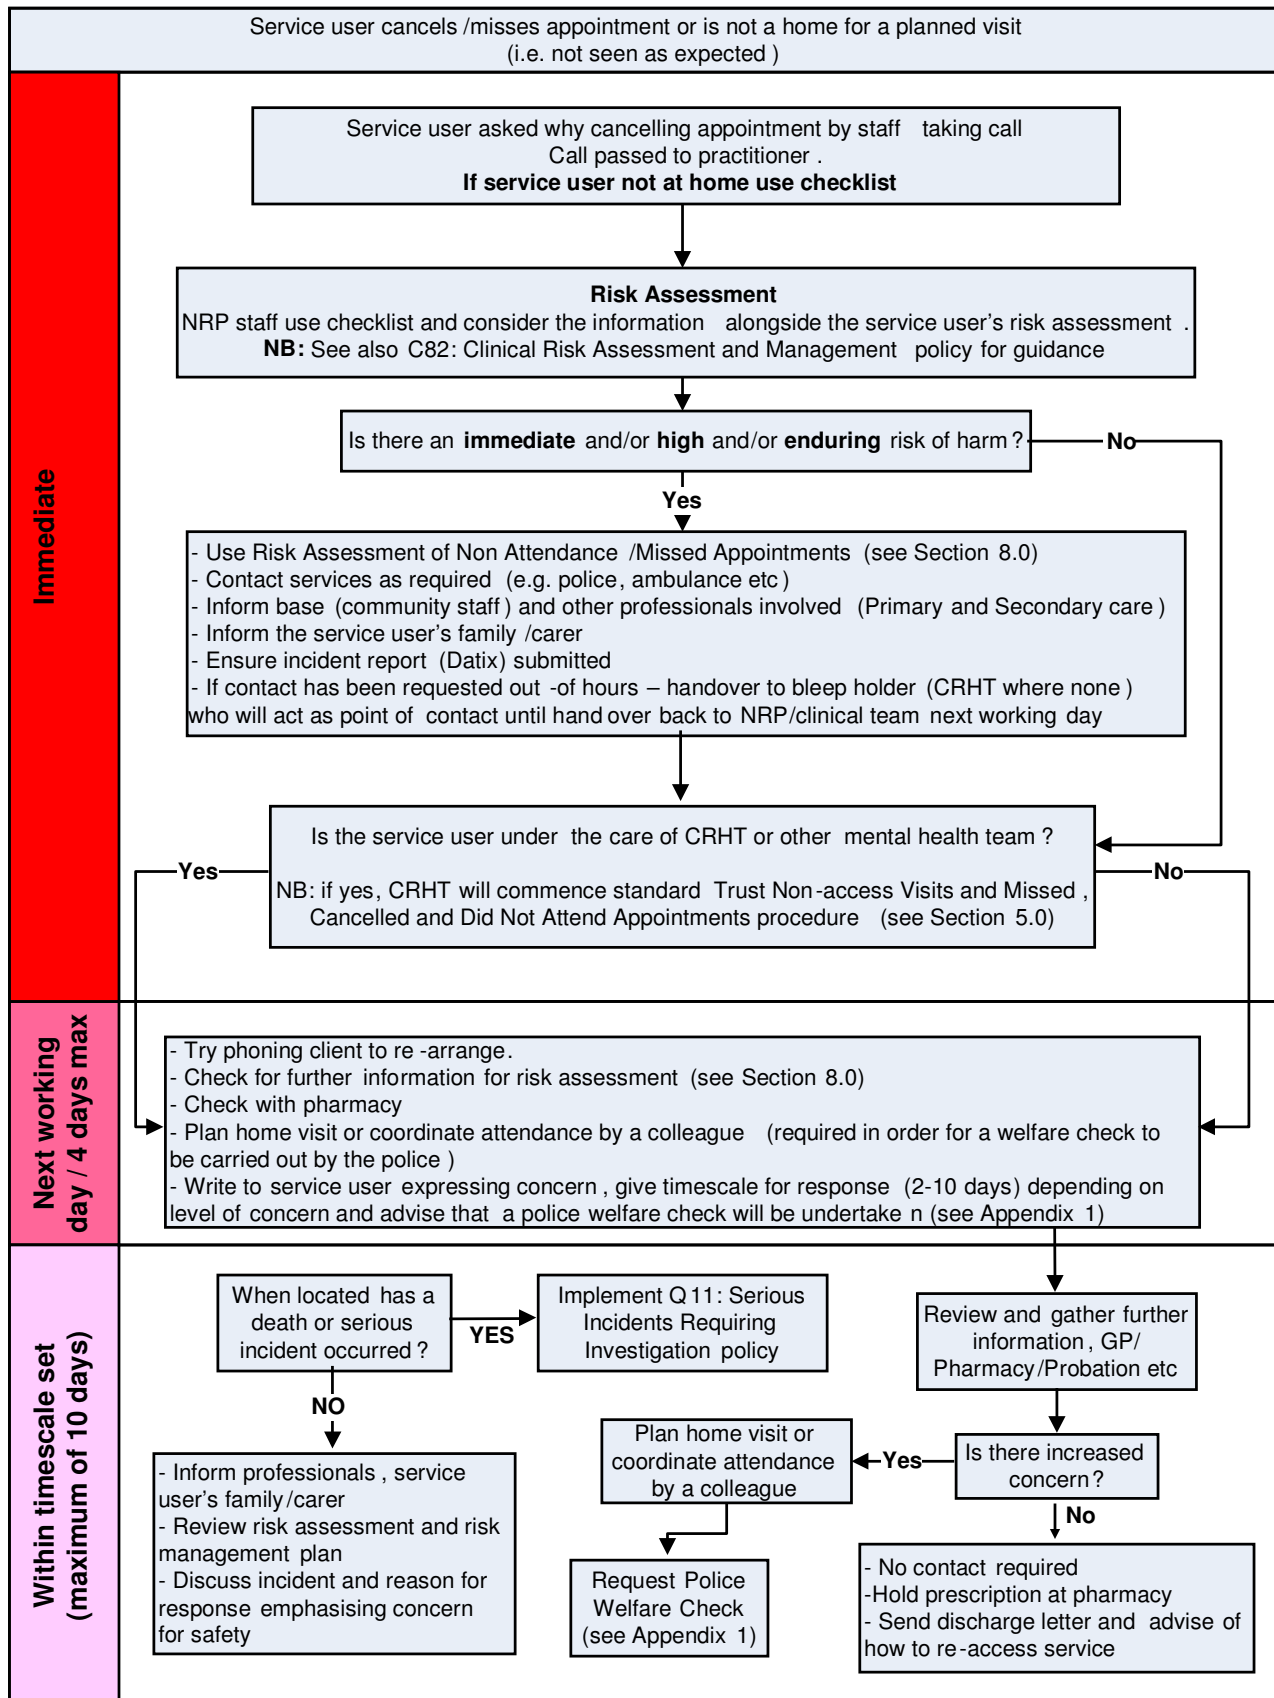 Service user cancels /misses appointment or is not a home for a planned visit
(i.e. not seen as expected )
Immediate
Service user asked why cancelling appointment by staff taking call
Call passed to practitioner .
If service user not at home use checklist
Risk Assessment
NRP staff use checklist and consider the information alongside the service user's risk assessment .
NB: See also C82: Clinical Risk Assessment and Management policy for guidance
Is there an immediate and/or high and/or enduring risk of harm ?
No
Yes
- Use Risk Assessment of Non Attendance /Missed Appointments (see Section 8.0)
- Contact services as required (e.g. police, ambulance etc)
- Inform base (community staff) and other professionals involved (Primary and Secondary care )
- Inform the service user's family /carer
- Ensure incident report (Datix) submitted
- If contact has been requested out -of hours – handover to bleep holder (CRHT where none )
who will act as point of contact until hand over back to NRP/clinical team next working day
Is the service user under the care of CRHT or other mental health team ?
NB: if yes, CRHT will commence standard Trust Non-access Visits and Missed ,
Cancelled and Did Not Attend Appointments procedure (see Section 5.0)
Yes
No
Next working
day / 4 days max
- Try phoning client to re -arrange.
- Check for further information for risk assessment (see Section 8.0)
- Check with pharmacy
- Plan home visit or coordinate attendance by a colleague (required in order for a welfare check to
be carried out by the police )
- Write to service user expressing concern , give timescale for response (2-10 days) depending on
level of concern and advise that a police welfare check will be undertake n (see Appendix 1)
Within timescale set
(maximum of 10 days)
When located has a
death or serious
incident occurred ?
YES
Implement Q11: Serious
Incidents Requiring
Investigation policy
NO
- Inform professionals , service
user's family /carer
- Review risk assessment and risk
management plan
- Discuss incident and reason for
response emphasising concern
for safety
Review and gather further
information , GP/
Pharmacy/Probation etc
Is there increased
concern ?
Yes
Plan home visit or
coordinate attendance
by a colleague
Request Police
Welfare Check
(see Appendix 1)
No
- No contact required
-Hold prescription at pharmacy
- Send discharge letter and advise of
how to re-access service